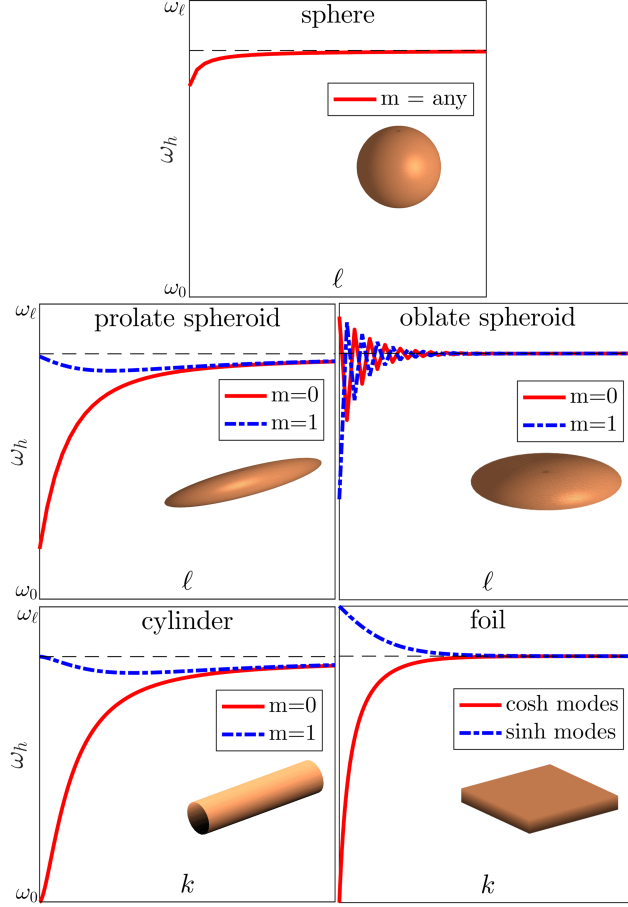 ω_ℓ
sphere
m = any
ω_h
ℓ
ω_0
ω_ℓ
prolate spheroid
m=0
m=1
ω_h
ℓ
ω_0
oblate spheroid
m=0
m=1
ℓ
ω_ℓ
cylinder
m=0
m=1
ω_h
k
ω_0
foil
cosh modes
sinh modes
k